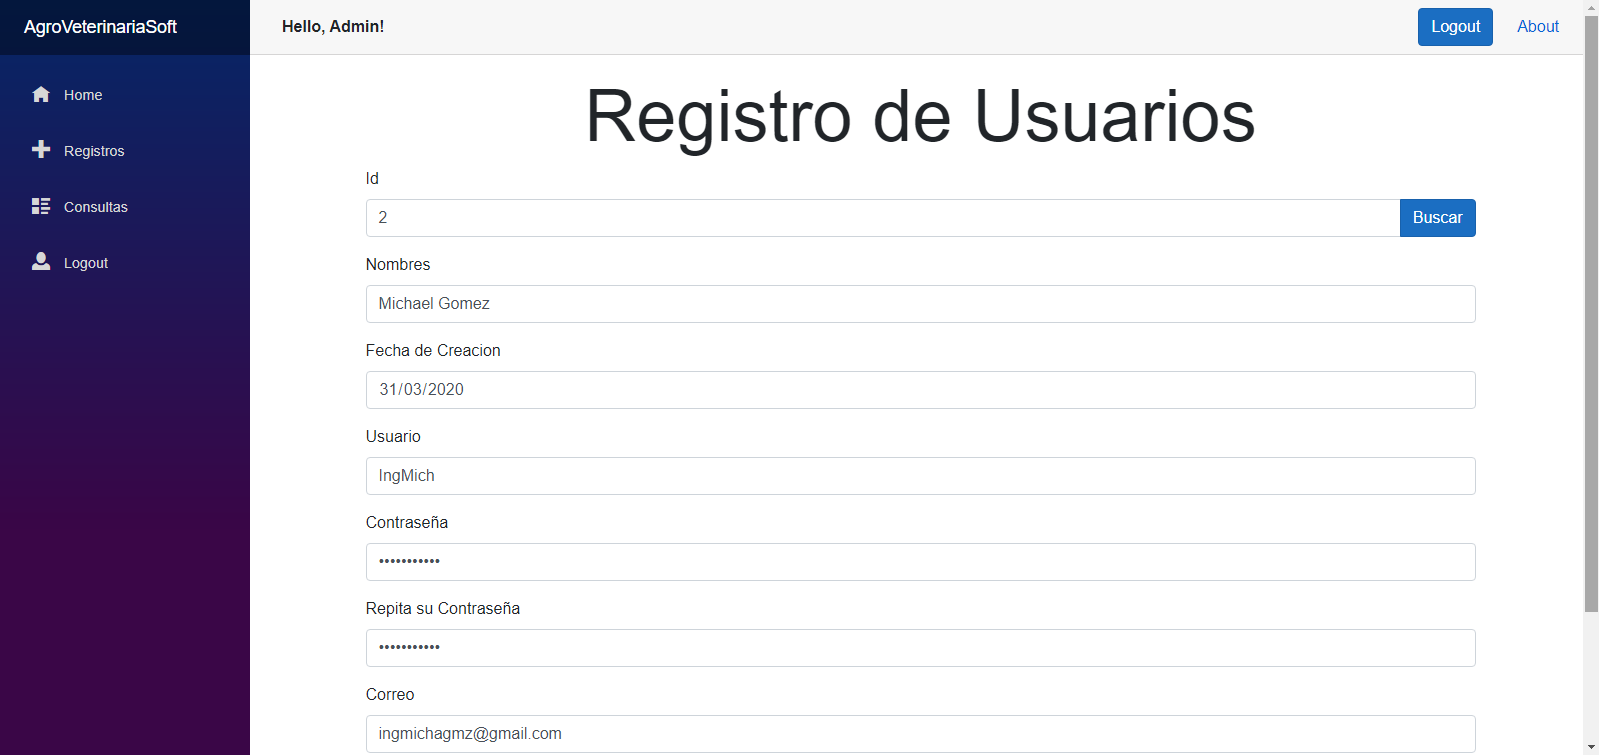 AgroVeterinariaSoft
Hello, Admin!
Logout
About
Home
Registros
Consultas
Logout
Registro de Usuarios
Id
2
Buscar
Nombres
Michael Gomez
Fecha de Creacion
31/03/2020
Usuario
IngMich
Contraseña
•••••••••••
Repita su Contraseña
•••••••••••
Correo
ingmichagmz@gmail.com